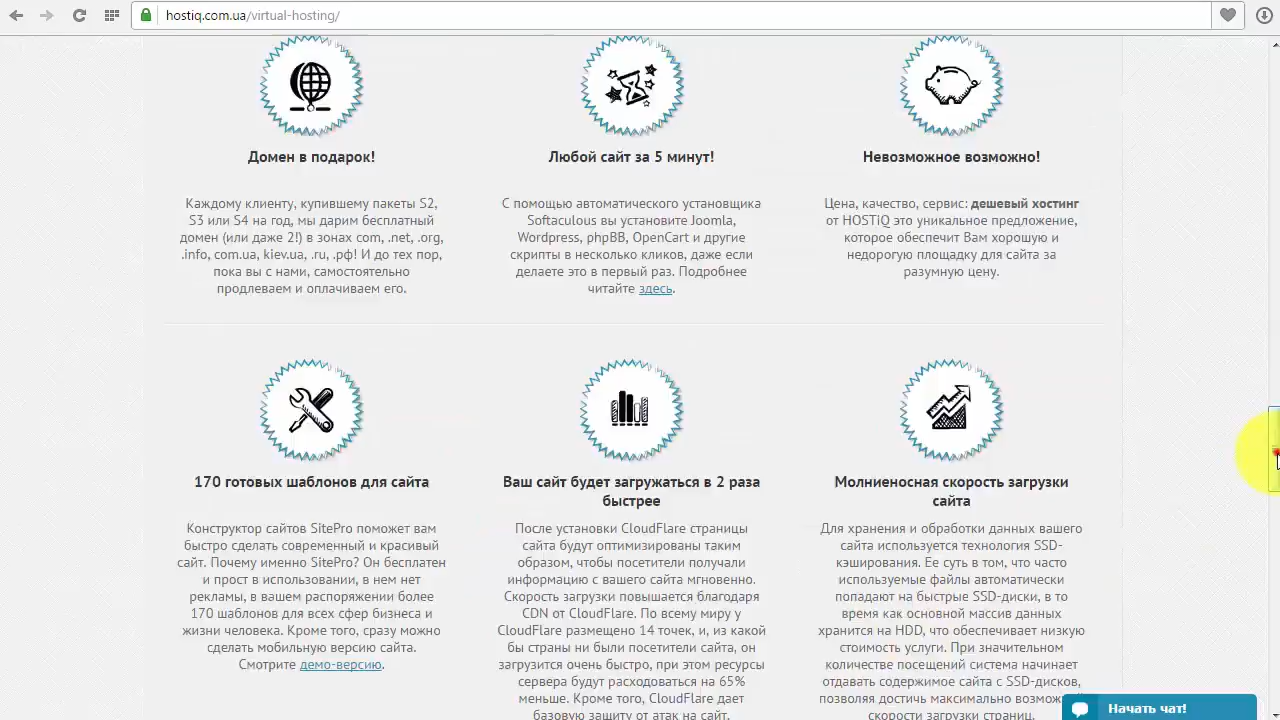 hostiq.com.ua/virtual-hosting/
Домен в подарок!
Каждому клиенту, купившему пакеты S2,
S3 или S4 на год, мы дарим бесплатный
домен (или даже 2!) в зонах com, .net, .org,
.info, com.ua, kiev.ua, .ru, .рф! И до тех пор,
пока вы с нами, самостоятельно
продлеваем и оплачиваем его.
Любой сайт за 5 минут!
С помощью автоматического установщика
Softaculous вы установите Joomla,
Wordpress, phpBB, OpenCart и другие
скрипты в несколько кликов, даже если
делаете это в первый раз. Подробнее
читайте здесь.
Невозможное возможно!
Цена, качество, сервис: дешевый хостинг
от HOSTiQ это уникальное предложение,
которое обеспечит Вам хорошую и
недорогую площадку для сайта за
разумную цену.
170 готовых шаблонов для сайта
Конструктор сайтов SitePro поможет вам
быстро сделать современный и красивый
сайт. Почему именно SitePro? Он бесплатен
и прост в использовании, в нем нет
рекламы, в вашем распоряжении более
170 шаблонов для всех сфер бизнеса и
жизни человека. Кроме того, сразу можно
сделать мобильную версию сайта.
Смотрите демо-версию.
Ваш сайт будет загружаться в 2 раза
быстрее
После установки CloudFlare страницы
сайта будут оптимизированы таким
образом, чтобы посетители получали
информацию с вашего сайта мгновенно.
Скорость загрузки повышается благодаря
CDN от CloudFlare. По всему миру у
CloudFlare размещено 14 точек, и, из какой
бы страны ни были посетители сайта, он
загрузится очень быстро, при этом ресурсы
сервера будут расходоваться на 65%
меньше. Кроме того, CloudFlare дает
базовую защиту от атак на сайт.
Молниеносная скорость загрузки
сайта
Для хранения и обработки данных вашего
сайта используется технология SSD-
кэширования. Ее суть в том, что часто
используемые файлы автоматически
попадают на быстрые SSD-диски, в то
время как основной массив данных
хранится на HDD, что обеспечивает низкую
стоимость услуги. При значительном
количестве посещений система начинает
отдавать содержимое сайта с SSD-дисков,
позволяя достичь максимально
скорости загрузки страниц.
Начать чат!